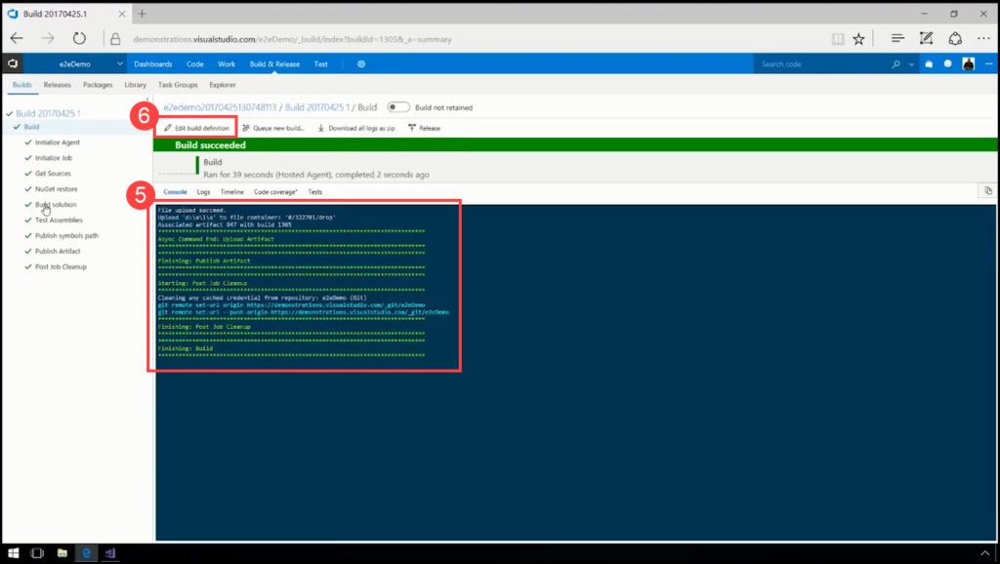 Build 20170425.1
demonstrations.visualstudio.com/e2eDemo/_build/index?buildId=1305&_a=summary
e2eDemo Dashboards Code Work Build & Release Test Search code
Builds Releases Packages Library Task Groups Explorer
Build 20170425.1
Build
Initialize Agent
Initialize Job
Get Sources
NuGet restore
Build solution
Test Assemblies
Publish symbols path
Publish Artifact
Post Job Cleanup
e2edemo20170425130748113 / Build 20170425.1 / Build Build not retained
6
Edit build definition Queue new build... Download all logs as zip Release
Build succeeded
Build
Ran for 39 seconds (Hosted Agent), completed 2 seconds ago
5
Console Logs Timeline Code coverage* Tests
File upload succeed.
Upload 'd:\a\1\a' to file container: '#/322701/drop'
Associated artifact 847 with build 1305
******************************************************************************
Async Command End: Upload Artifact
******************************************************************************
******************************************************************************
Finishing: Publish Artifact
******************************************************************************
******************************************************************************
Starting: Post Job Cleanup
******************************************************************************
Cleaning any cached credential from repository: e2eDemo (Git)
git remote set-url origin https://demonstrations.visualstudio.com/_git/e2eDemo
git remote set-url --push origin https://demonstrations.visualstudio.com/_git/e2eDemo
******************************************************************************
Finishing: Post Job Cleanup
******************************************************************************
******************************************************************************
Finishing: Build
******************************************************************************